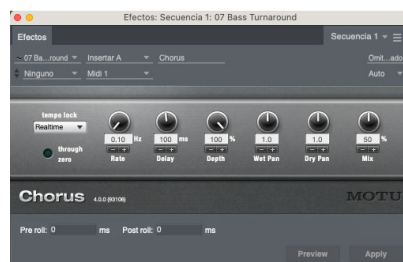 Efectos: Secuencia 1: 07 Bass Turnaround
Efectos
Secuencia 1
07 Ba...round Insertar A Chorus Omit...ado
Ninguno Midi 1 Auto
tempo lock
Realtime
through
zero
0.10 Hz 100 ms 100 % 1.0 1.0 50 %
Rate Delay Depth Wet Pan Dry Pan Mix
Chorus 4.0.0 (93106) MOTU
Pre roll: 0 ms Post roll: 0 ms
Preview Apply